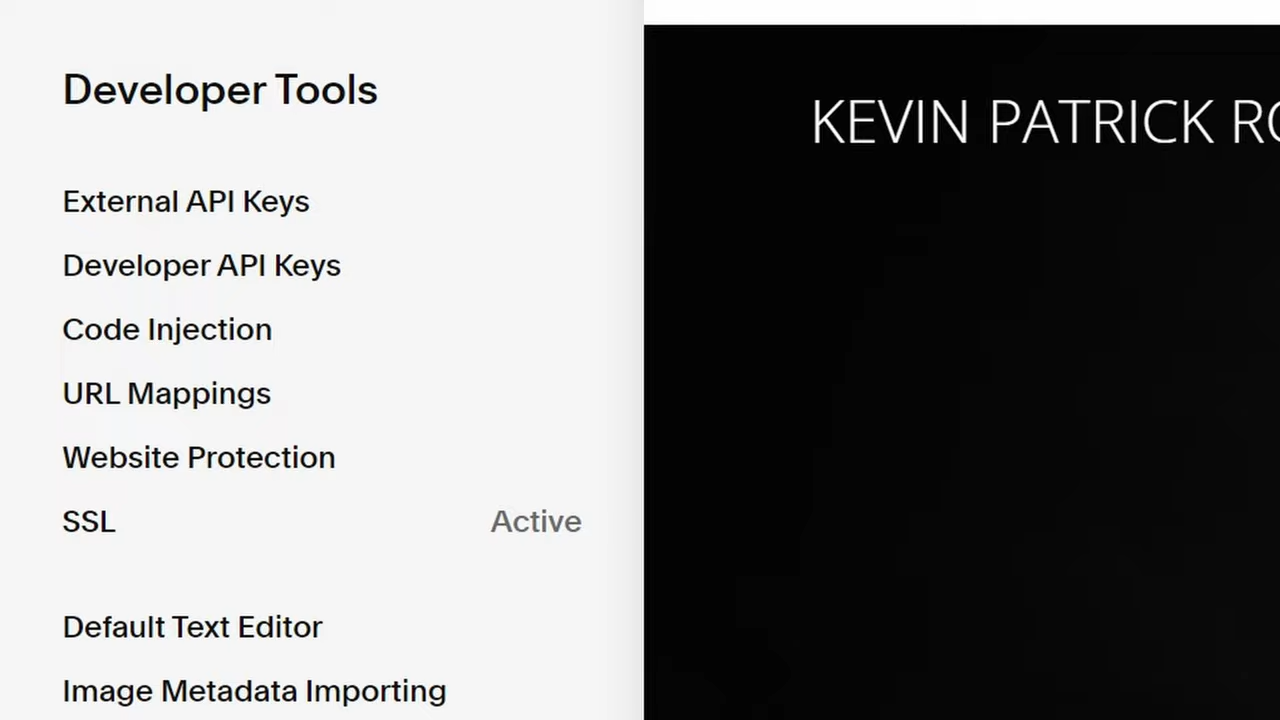 Developer Tools
External API Keys
Developer API Keys
Code Injection
URL Mappings
Website Protection
SSL Active
Default Text Editor
Image Metadata Importing
KEVIN PATRICK